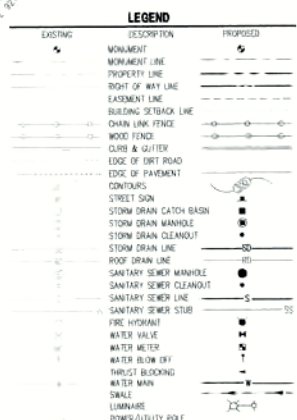 LEGEND
EXISTING DESCRIPTION PROPOSED
MONUMENT
MONUMENT LINE
PROPERTY LINE
RIGHT OF WAY LINE
EASEMENT LINE
BUILDING SETBACK LINE
CHAIN LINK FENCE
WOOD FENCE
CURB & GUTTER
EDGE OF DIRT ROAD
EDGE OF PAVEMENT
CONTOURS
STREET SIGN
STORM DRAIN CATCH BASIN
STORM DRAIN MANHOLE
STORM DRAIN CLEANOUT
STORM DRAIN LINE SD
ROOF DRAIN LINE RD
SANITARY SEWER MANHOLE
SANITARY SEWER CLEANOUT
SANITARY SEWER LINE S
SANITARY SEWER STUB SS
FIRE HYDRANT
WATER VALVE
WATER METER
WATER BLOW OFF
THRUST BLOCKING
WATER MAIN W
SWALE
LUMINAIRE
POWER/UTILITY POLE